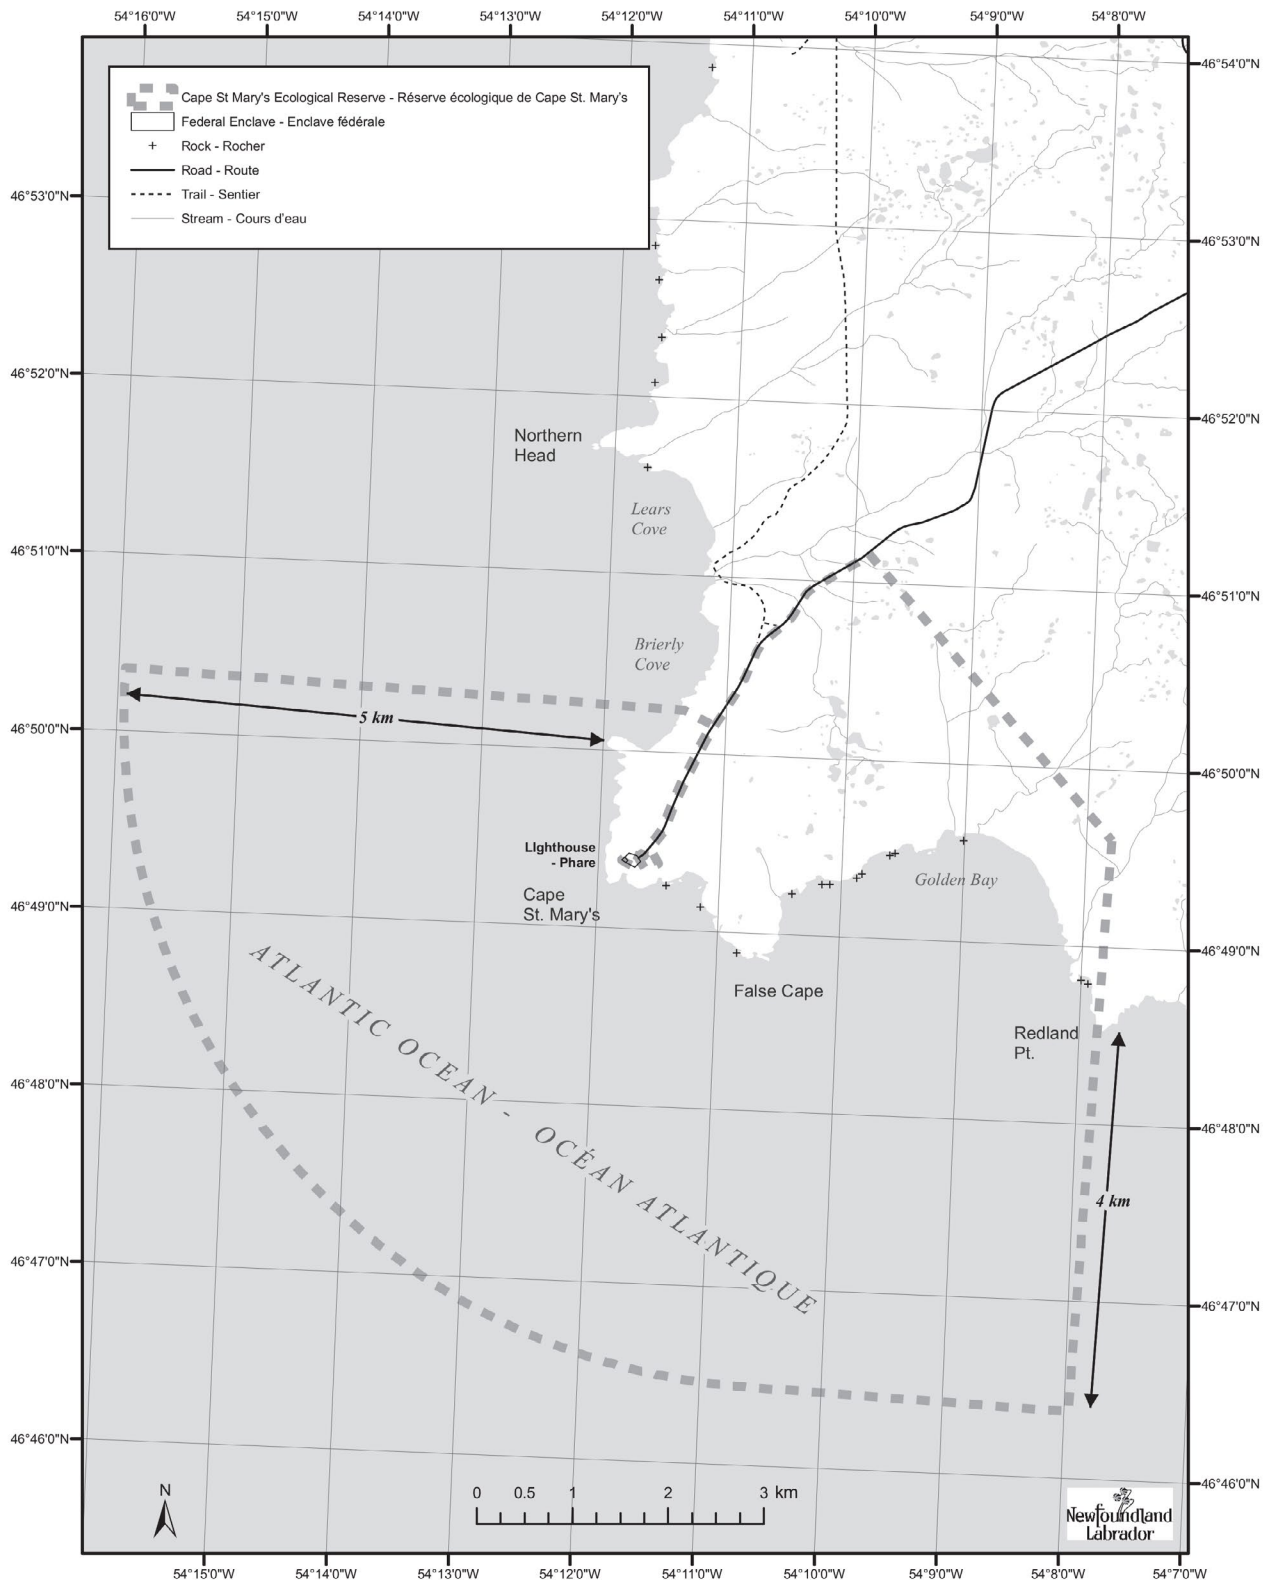 54°16'0"W
54°15'0"W
54°14'0"W
54°13'0"W
54°12'0"W
54°11'0"W
54°10'0"W
54°9'0"W
54°8'0"W
Cape St Mary's Ecological Reserve - Réserve écologique de Cape St. Mary's
Federal Enclave - Enclave fédérale
Rock - Rocher
Road - Route
Trail - Sentier
Stream - Cours d'eau
46°54'0"N
46°53'0"N
46°53'0"N
46°52'0"N
46°52'0"N
Northern
Head
Lears
Cove
46°51'0"N
46°51'0"N
Brierly
Cove
5 km
46°50'0"N
46°50'0"N
LIghthouse
- Phare
Golden Bay
Cape
St. Mary's
46°49'0"N
46°49'0"N
False Cape
Redland
Pt.
ATLANTIC OCEAN - OCÉAN ATLANTIQUE
46°48'0"N
46°48'0"N
4 km
46°47'0"N
46°47'0"N
46°46'0"N
46°46'0"N
N
0 0.5 1 2 3 km
Newfoundland
Labrador
54°15'0"W
54°14'0"W
54°13'0"W
54°12'0"W
54°11'0"W
54°10'0"W
54°9'0"W
54°8'0"W
54°7'0"W